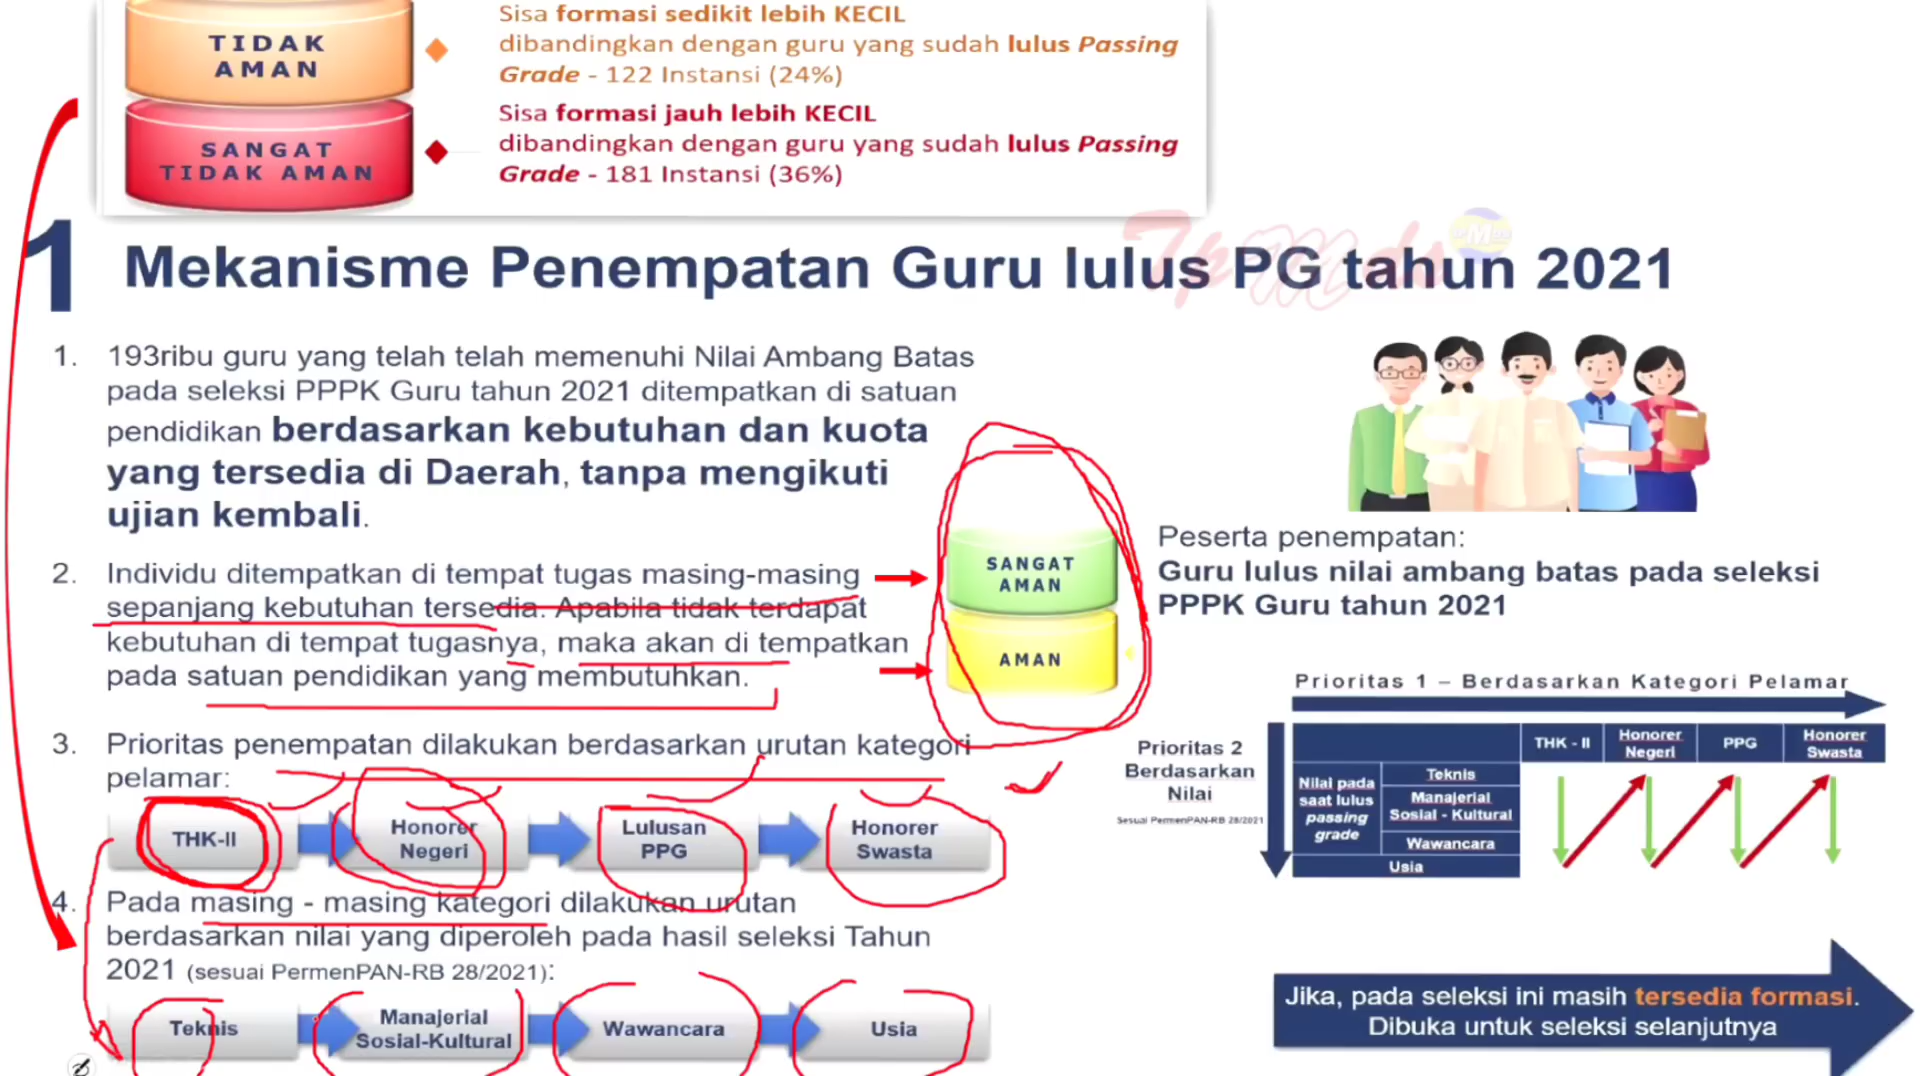 TIDAK
AMAN
Sisa formasi sedikit lebih KECIL
dibandingkan dengan guru yang sudah lulus Passing
Grade - 122 Instansi (24%)
SANGAT
TIDAK AMAN
Sisa formasi jauh lebih KECIL
dibandingkan dengan guru yang sudah lulus Passing
Grade - 181 Instansi (36%)
1 Mekanisme Penempatan Guru lulus PG tahun 2021
1. 193ribu guru yang telah telah memenuhi Nilai Ambang Batas
pada seleksi PPPK Guru tahun 2021 ditempatkan di satuan
pendidikan berdasarkan kebutuhan dan kuota
yang tersedia di Daerah, tanpa mengikuti
ujian kembali.
2. Individu ditempatkan di tempat tugas masing-masing
sepanjang kebutuhan tersedia. Apabila tidak terdapat
kebutuhan di tempat tugasnya, maka akan di tempatkan
pada satuan pendidikan yang membutuhkan.
SANGAT
AMAN
AMAN
3. Prioritas penempatan dilakukan berdasarkan urutan kategori
pelamar:
THK-II
Honorer
Negeri
Lulusan
PPG
Honorer
Swasta
4. Pada masing - masing kategori dilakukan urutan
berdasarkan nilai yang diperoleh pada hasil seleksi Tahun
2021 (sesuai PermenPAN-RB 28/2021):
Teknis
Manajerial
Sosial-Kultural
Wawancara
Usia
Peserta penempatan:
Guru lulus nilai ambang batas pada seleksi
PPPK Guru tahun 2021
Prioritas 1 – Berdasarkan Kategori Pelamar
Prioritas 2
Berdasarkan
Nilai
Sesuai PermenPAN-RB 28/2021
THK - II
Honorer
Negeri
PPG
Honorer
Swasta
Nilai pada
saat lulus
passing
grade
Teknis
Manajerial
Sosial - Kultural
Wawancara
Usia
Jika, pada seleksi ini masih tersedia formasi.
Dibuka untuk seleksi selanjutnya